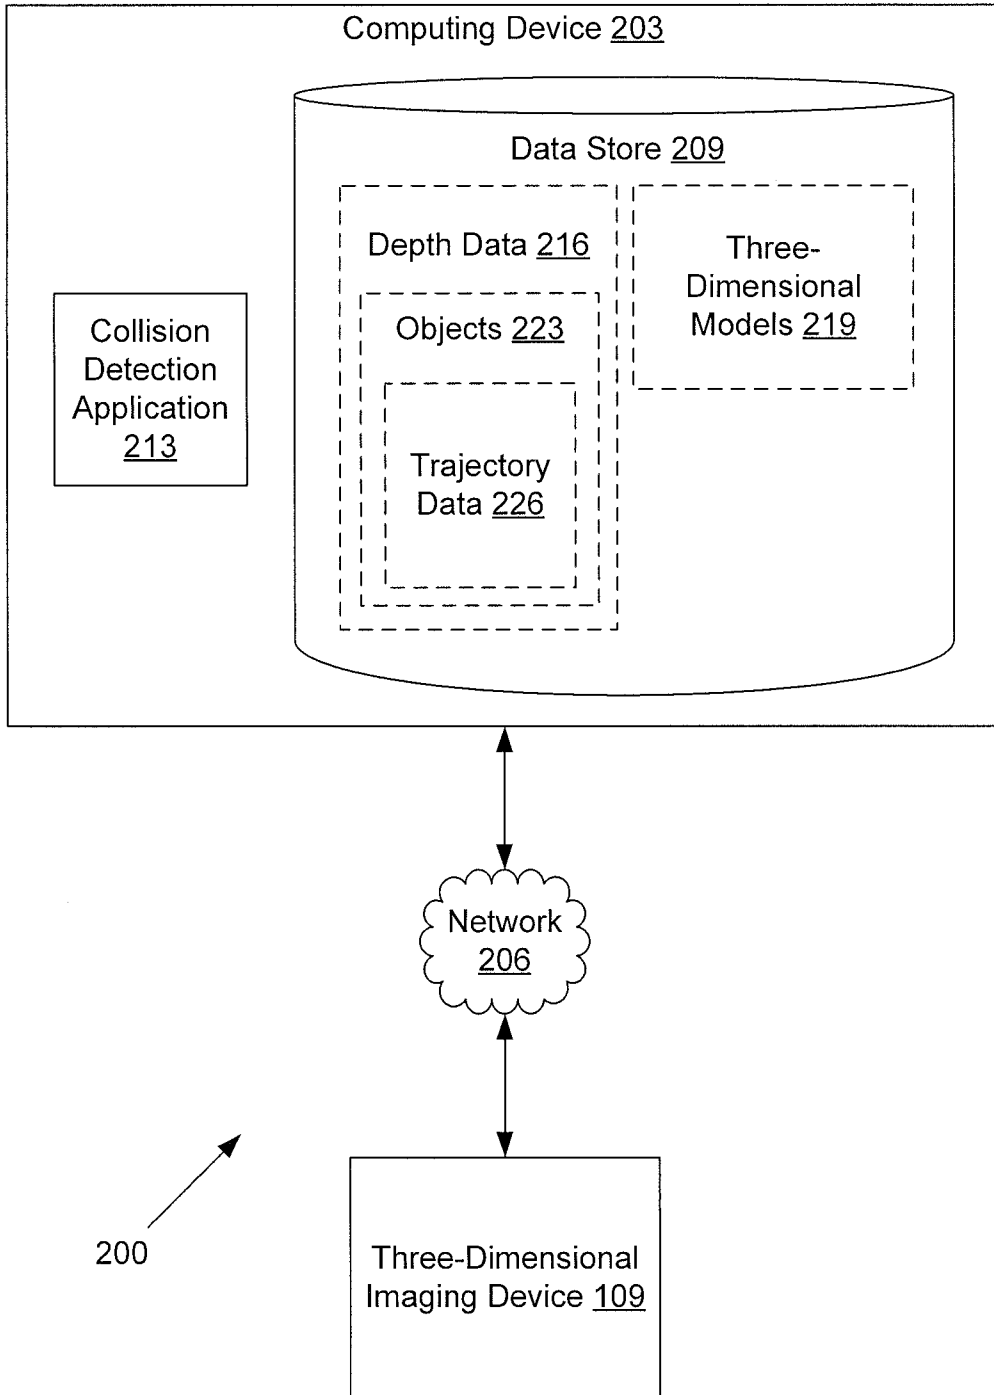 Computing Device 203
Data Store 209
Depth Data 216
Three-
Dimensional
Models 219
Objects 223
Collision
Detection
Application
213
Trajectory
Data 226
Network
206
200
Three-Dimensional
Imaging Device 109